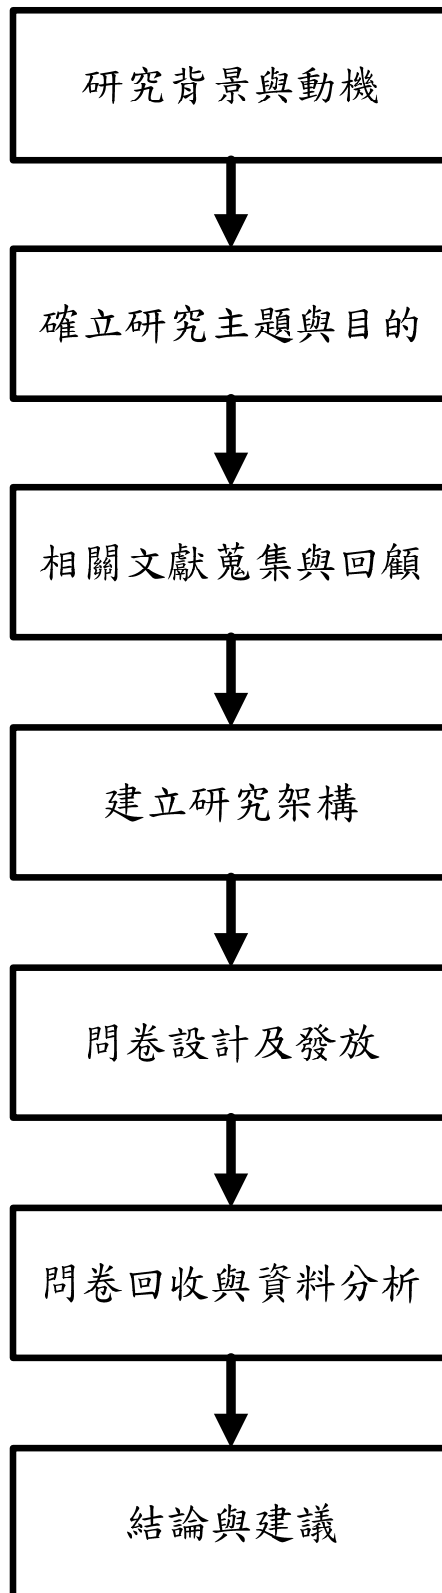 研究背景與動機
確立研究主題與目的
相關文獻蒐集與回顧
建立研究架構
問卷設計及發放
問卷回收與資料分析
結論與建議